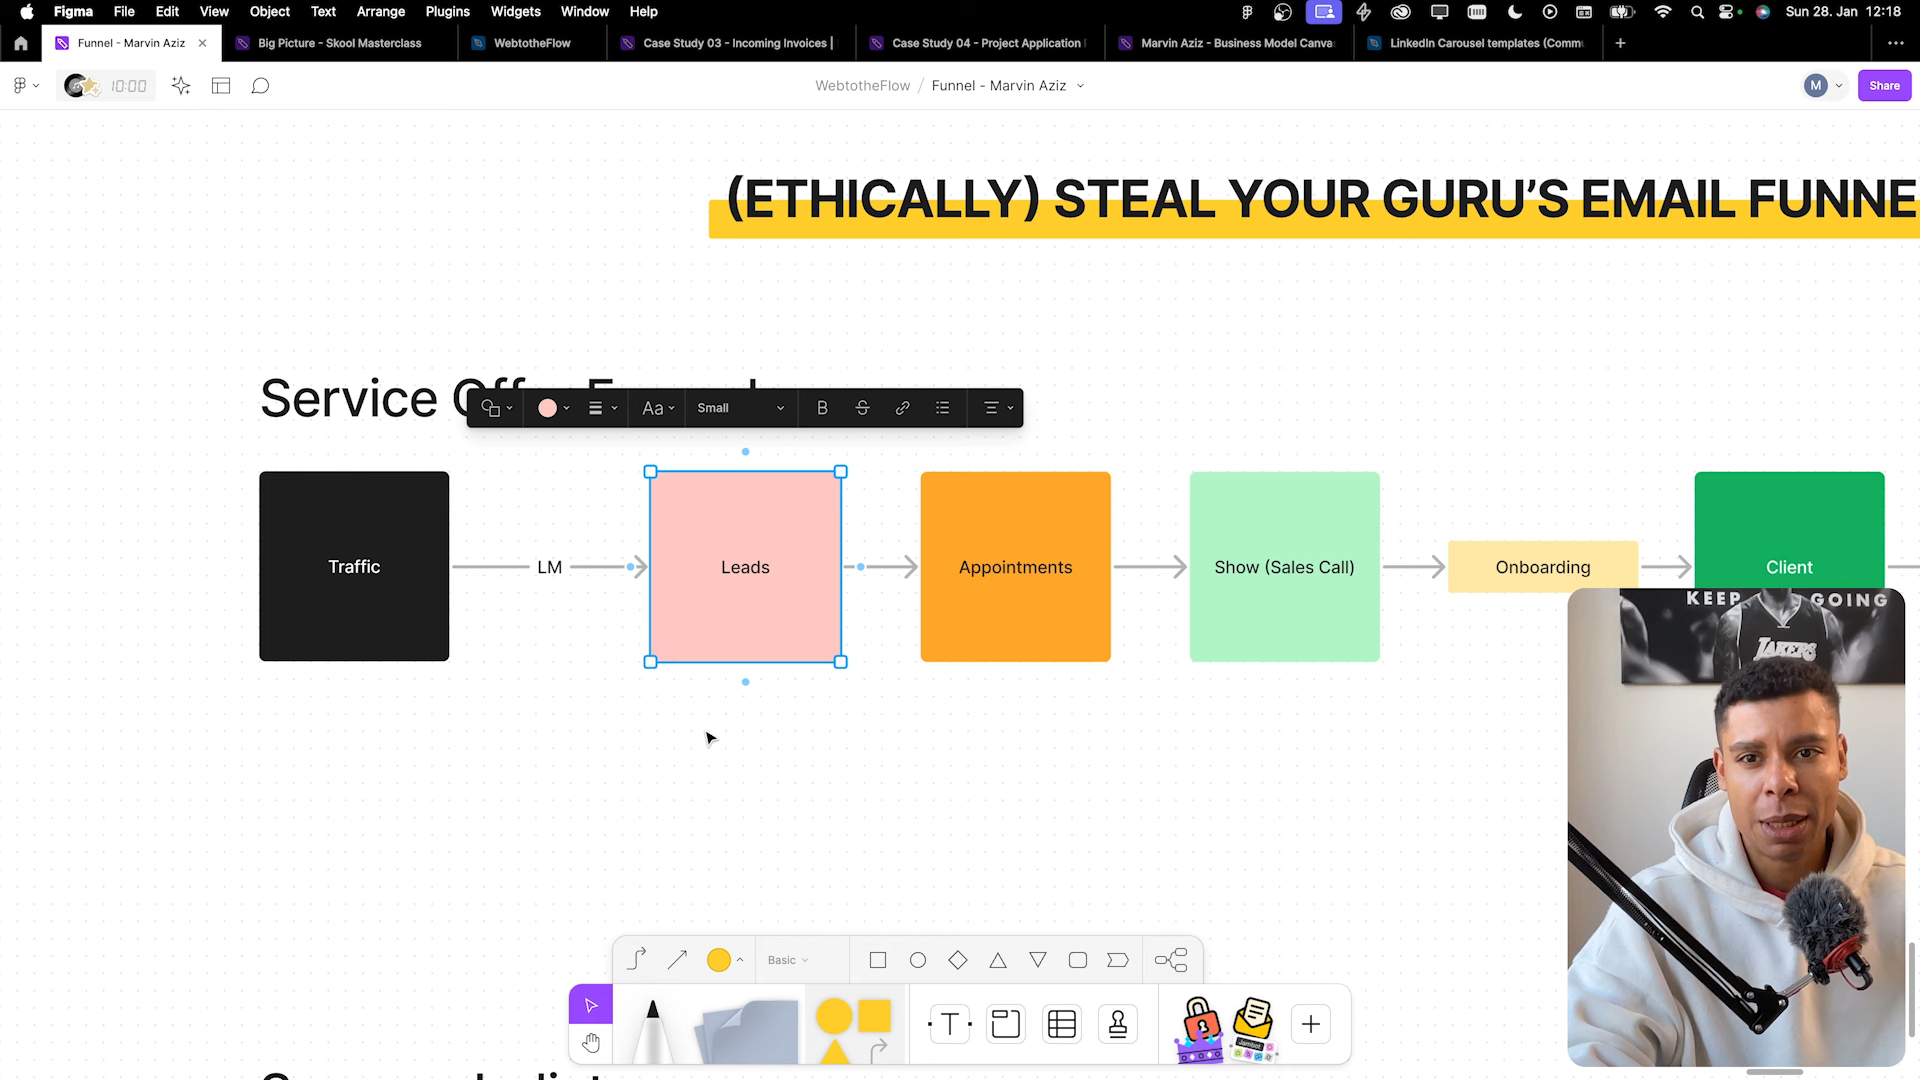 Figma File Edit View Object Text Arrange Plugins Widgets Window Help Sun 28. Jan 12:18
Funnel - Marvin Aziz Big Picture - Skool Masterclass WebtotheFlow Case Study 03 - Incoming Invoices | Case Study 04 - Project Application Marvin Aziz - Business Model Canva LinkedIn Carousel templates (Comm
10:00 WebtotheFlow / Funnel - Marvin Aziz M Share
(ETHICALLY) STEAL YOUR GURU'S EMAIL FUNNE
Service
Aa Small B S
Traffic LM Leads Appointments Show (Sales Call) Onboarding Client
KEEP GOING
LAKERS
Basic
T
Jambot